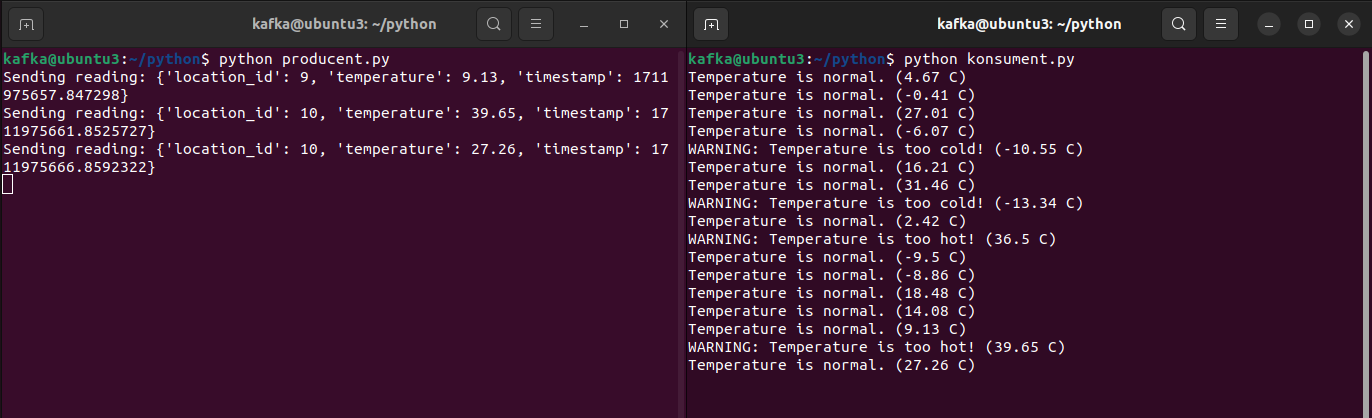 kafka@ubuntu3: ~/python
kafka@ubuntu3:~/python$ python producent.py
Sending reading: {'location_id': 9, 'temperature': 9.13, 'timestamp': 1711
975657.847298}
Sending reading: {'location_id': 10, 'temperature': 39.65, 'timestamp': 17
11975661.8525727}
Sending reading: {'location_id': 10, 'temperature': 27.26, 'timestamp': 17
11975666.8592322}
kafka@ubuntu3: ~/python
kafka@ubuntu3:~/python$ python konsument.py
Temperature is normal. (4.67 C)
Temperature is normal. (-0.41 C)
Temperature is normal. (27.01 C)
Temperature is normal. (-6.07 C)
WARNING: Temperature is too cold! (-10.55 C)
Temperature is normal. (16.21 C)
Temperature is normal. (31.46 C)
WARNING: Temperature is too cold! (-13.34 C)
Temperature is normal. (2.42 C)
WARNING: Temperature is too hot! (36.5 C)
Temperature is normal. (-9.5 C)
Temperature is normal. (-8.86 C)
Temperature is normal. (18.48 C)
Temperature is normal. (14.08 C)
Temperature is normal. (9.13 C)
WARNING: Temperature is too hot! (39.65 C)
Temperature is normal. (27.26 C)